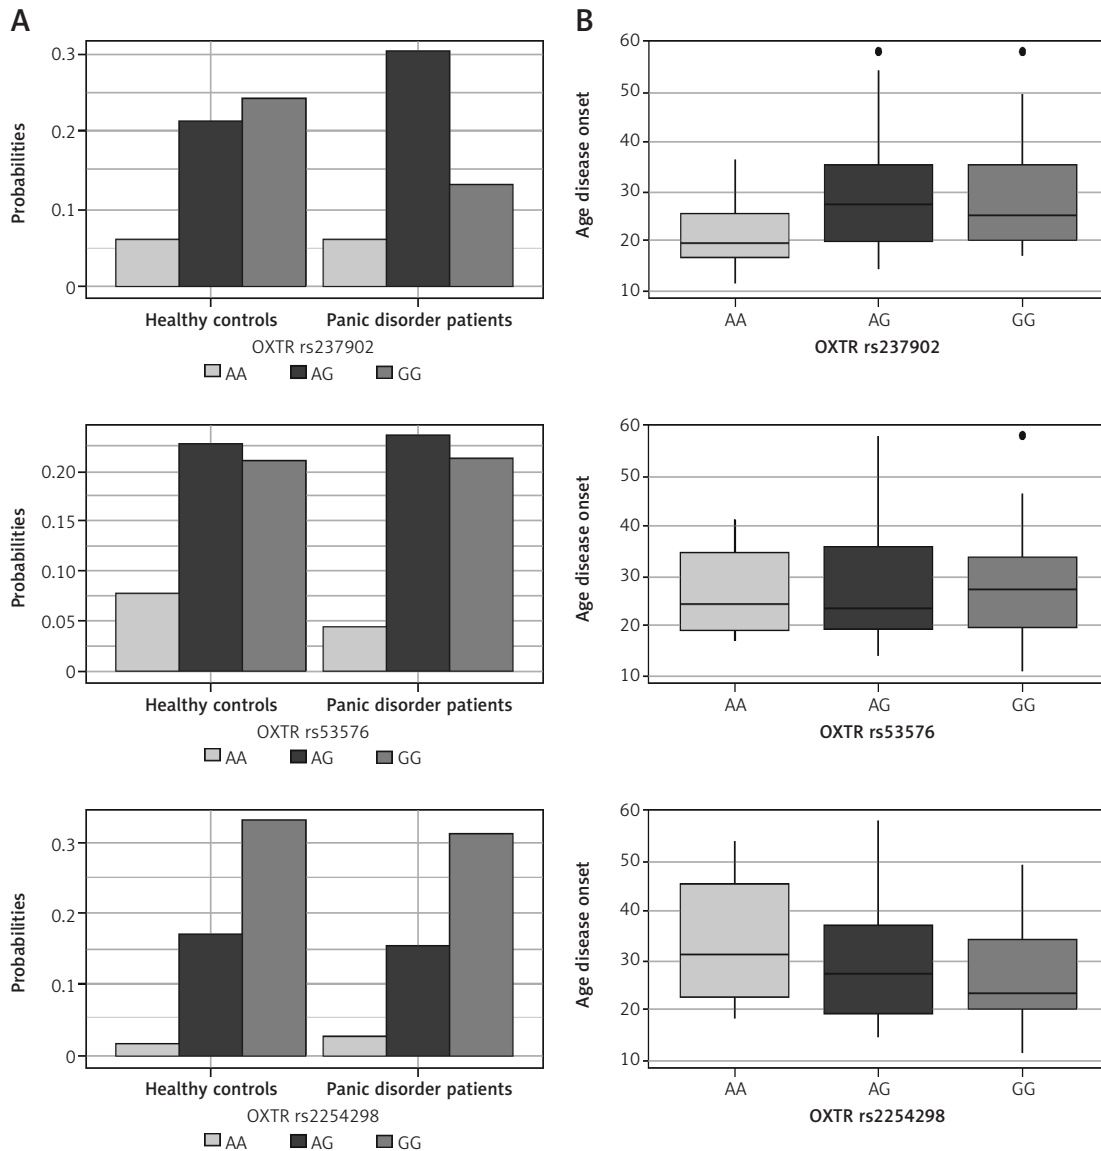 A
Probabilities
0.3
0.2
0.1
0
Healthy controls Panic disorder patients
OXTR rs237902
AA AG GG
B
Age disease onset
60
50
40
30
20
10
AA AG GG
OXTR rs237902
Probabilities
0.20
0.15
0.10
0.05
0
Healthy controls Panic disorder patients
OXTR rs53576
AA AG GG
Age disease onset
60
50
40
30
20
10
AA AG GG
OXTR rs53576
Probabilities
0.3
0.2
0.1
0
Healthy controls Panic disorder patients
OXTR rs2254298
AA AG GG
Age disease onset
60
50
40
30
20
10
AA AG GG
OXTR rs2254298